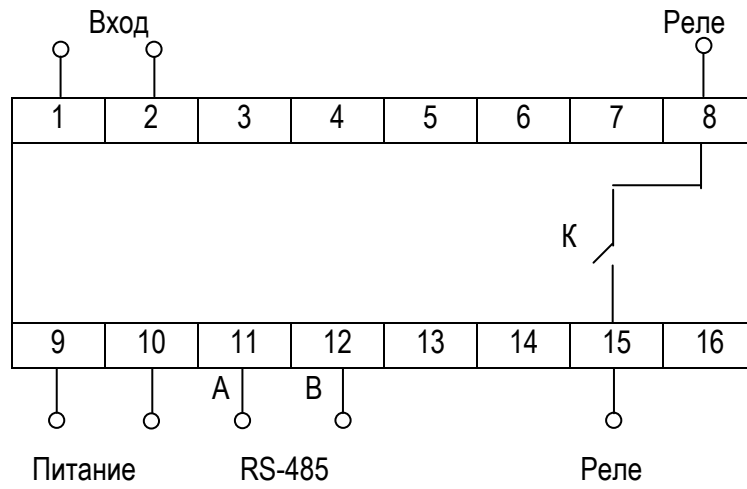 Вход Реле
1 2 3 4 5 6 7 8
К
9 10 11 12 13 14 15 16
А В
Питание RS-485 Реле